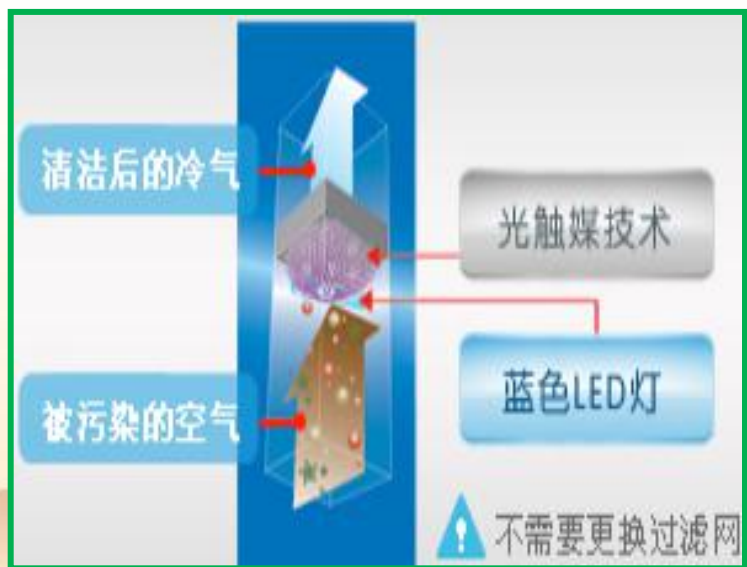 清洁后的冷气
光触媒技术
蓝色LED灯
被污染的空气
不需要更换过滤网